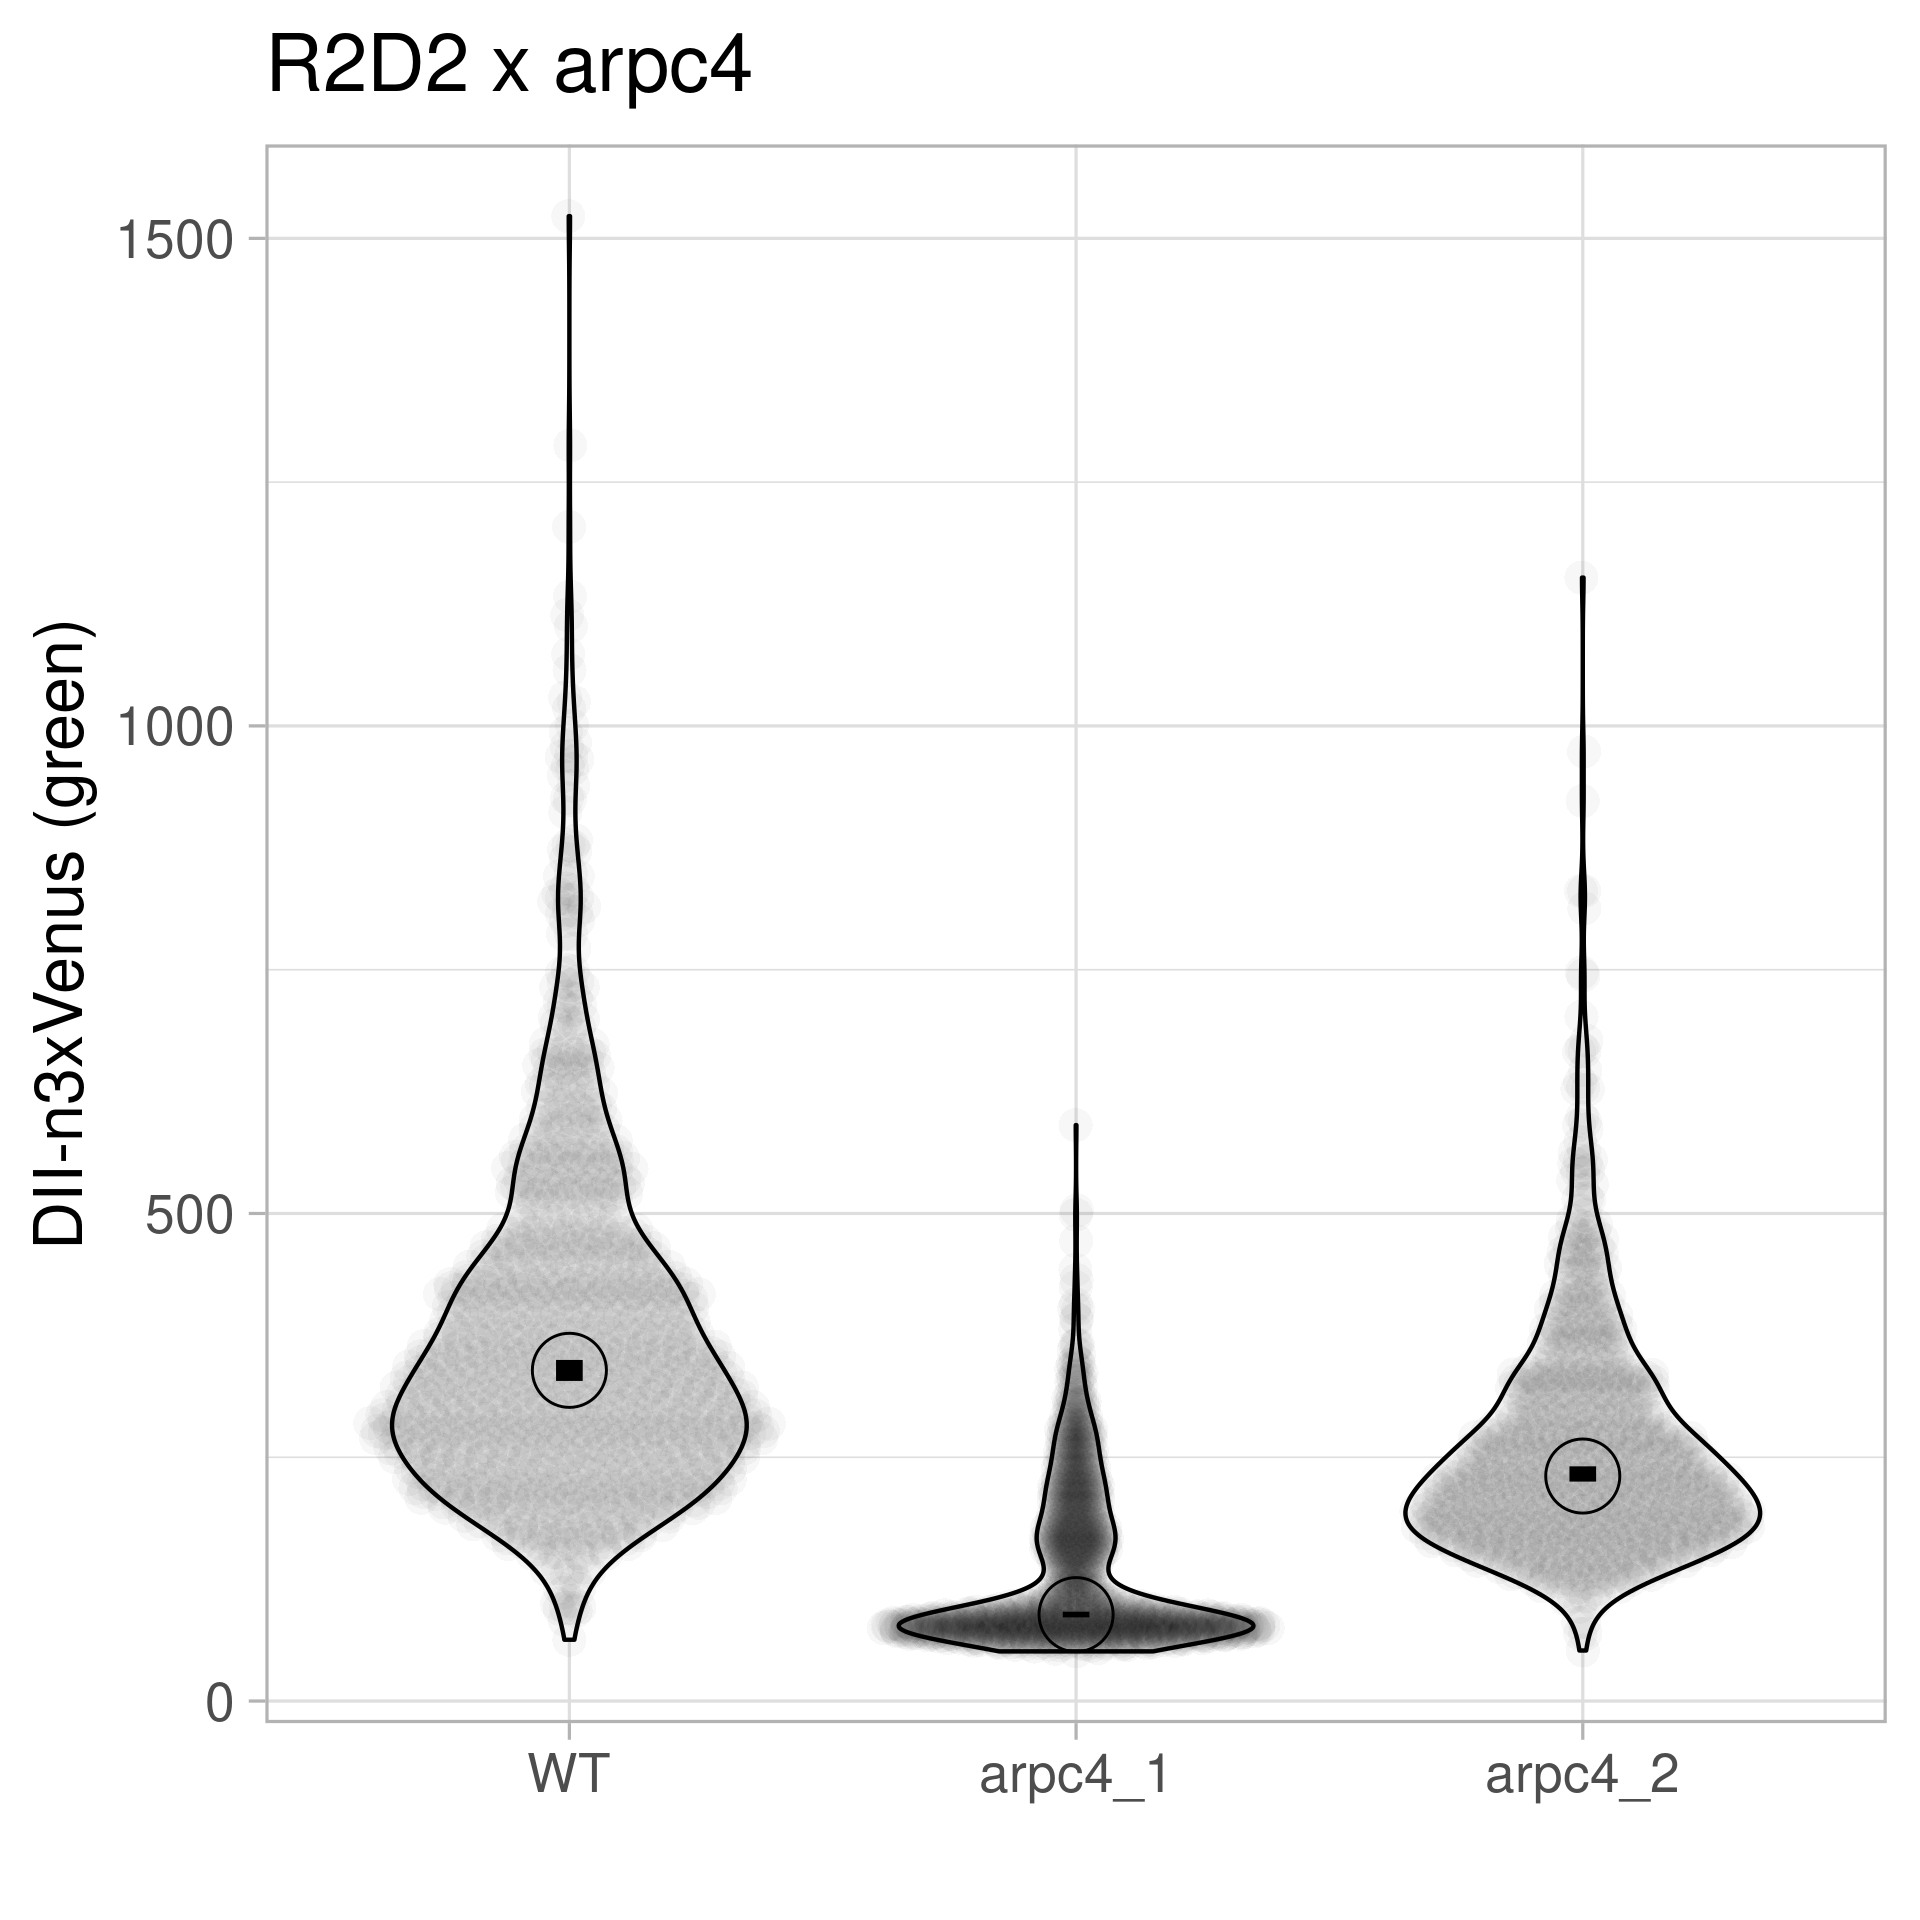 R2D2 x arpc4
DII-n3xVenus (green)
1500
1000
500
0
WT
arpc4_1
arpc4_2